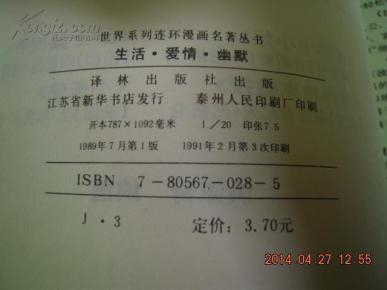 世界系列连环漫画名著丛书
生活·爱情·幽默
译林出版社出版
江苏省新华书店发行 泰州人民印刷厂印刷
开本787×1092毫米 1/20 印张7 5
1989年7月第1版 1991年2月第3次印刷
ISBN 7-80567-028-5
J·3 定价：3.70元
2014-04-27 12:55